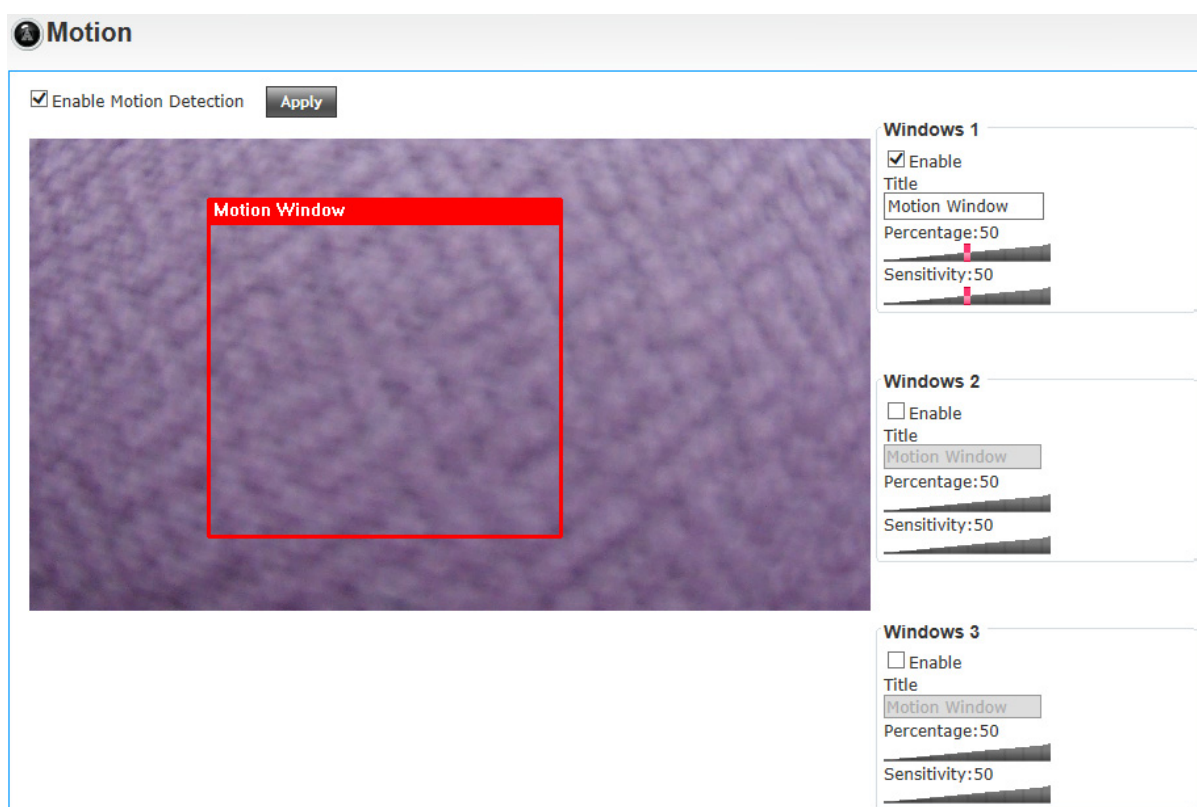 Motion
Enable Motion Detection
Apply
Motion Window
Windows 1
Enable
Title
Motion Window
Percentage:50
Sensitivity:50
Windows 2
Enable
Title
Motion Window
Percentage:50
Sensitivity:50
Windows 3
Enable
Title
Motion Window
Percentage:50
Sensitivity:50